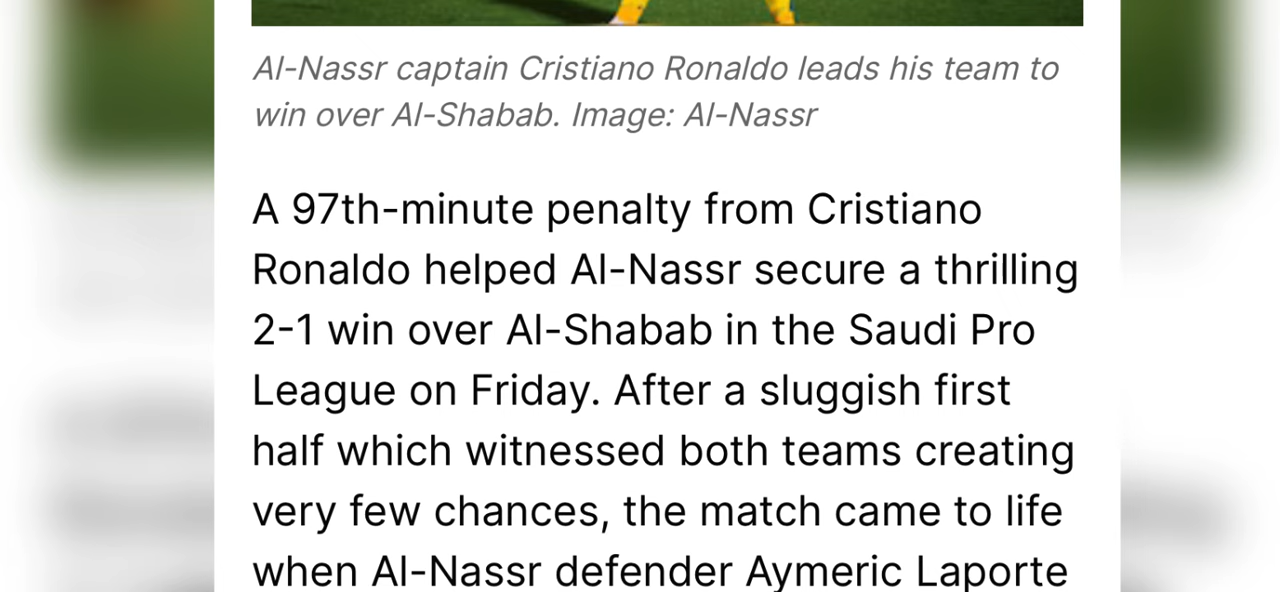 Al-Nassr captain Cristiano Ronaldo leads his team to
win over Al-Shabab. Image: Al-Nassr
A 97th-minute penalty from Cristiano
Ronaldo helped Al-Nassr secure a thrilling
2-1 win over Al-Shabab in the Saudi Pro
League on Friday. After a sluggish first
half which witnessed both teams creating
very few chances, the match came to life
when Al-Nassr defender Aymeric Laporte